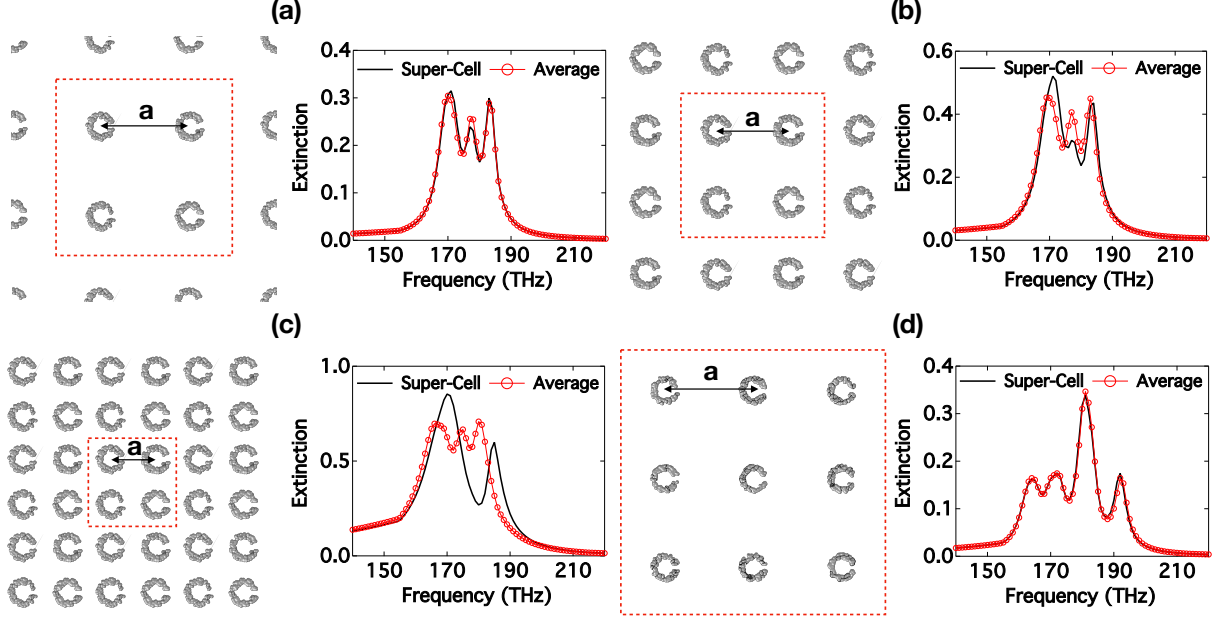 (a)
a
0.4
0.3
0.2
0.1
0.0
Extinction
Super-Cell
Average
150 170 190 210
Frequency (THz)
(b)
a
0.6
0.4
0.2
0.0
Extinction
Super-Cell
Average
150 170 190 210
Frequency (THz)
(c)
a
1.0
0.5
0.0
Extinction
Super-Cell
Average
150 170 190 210
Frequency (THz)
(d)
a
0.4
0.3
0.2
0.1
0.0
Extinction
Super-Cell
Average
150 170 190 210
Frequency (THz)